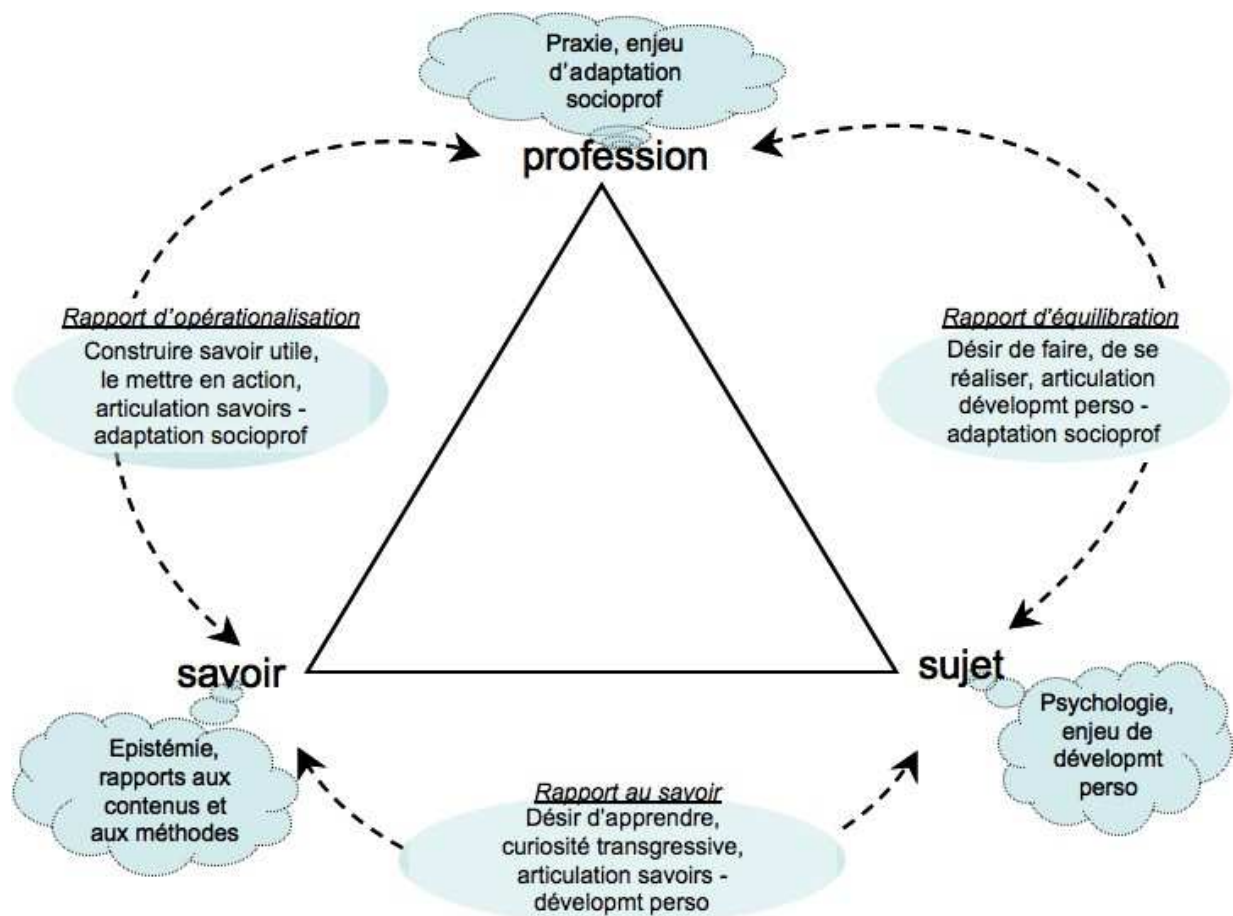 Praxie, enjeu
d'adaptation
socioprof
profession
Rapport d'opérationalisation
Construire savoir utile,
le mettre en action,
articulation savoirs -
adaptation socioprof
Rapport d'équilibration
Désir de faire, de se
réaliser, articulation
dévelopmt perso -
adaptation socioprof
savoir
sujet
Epistémie,
rapports aux
contenus et
aux méthodes
Psychologie,
enjeu de
dévelopmt
perso
Rapport au savoir
Désir d'apprendre,
curiosité transgressive,
articulation savoirs -
dévelopmt perso